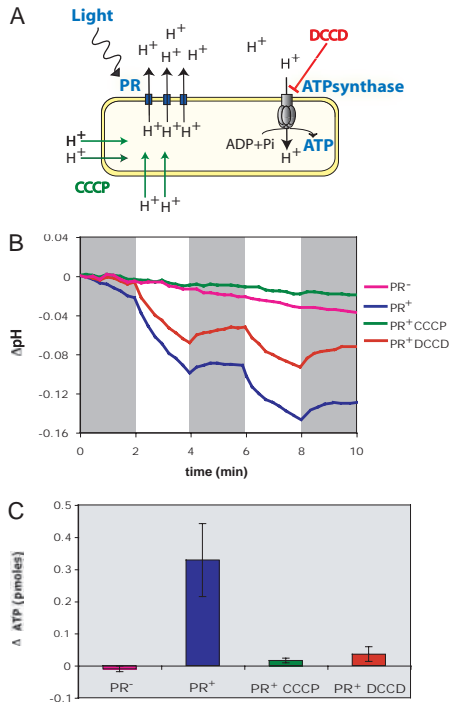 A
Light
H+ H+ H+
H+ H+ H+
H+
H+
DCCD
PR
ATPsynthase
H+ H+ H+
H+
H+
ADP+Pi
ATP
H+
CCCP
H+ H+
B
0.04
0
-0.04
-0.08
-0.12
-0.16
ΔpH
0 2 4 6 8 10
time (min)
PR-
PR+
PR+ CCCP
PR+ DCCD
C
0.5
0.4
0.3
0.2
0.1
0
-0.1
Δ ATP (pmoles)
PR- PR+ PR+ CCCP PR+ DCCD